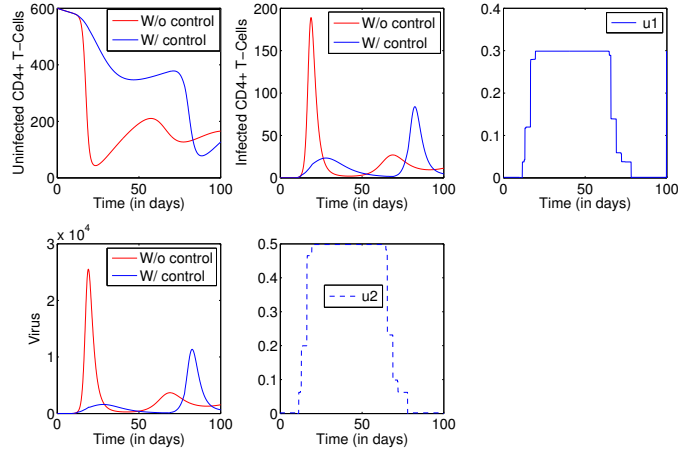 Uninfected CD4+ T-Cells
600
400
200
0
0
50
100
Time (in days)
W/o control
W/ control
Infected CD4+ T-Cells
200
150
100
50
0
0
50
100
Time (in days)
W/o control
W/ control
0.4
0.3
0.2
0.1
0
0
50
100
Time (in days)
u1
Virus
x 10^4
3
2
1
0
0
50
100
Time (in days)
W/o control
W/ control
0.5
0.4
0.3
0.2
0.1
0
0
50
100
Time (in days)
u2